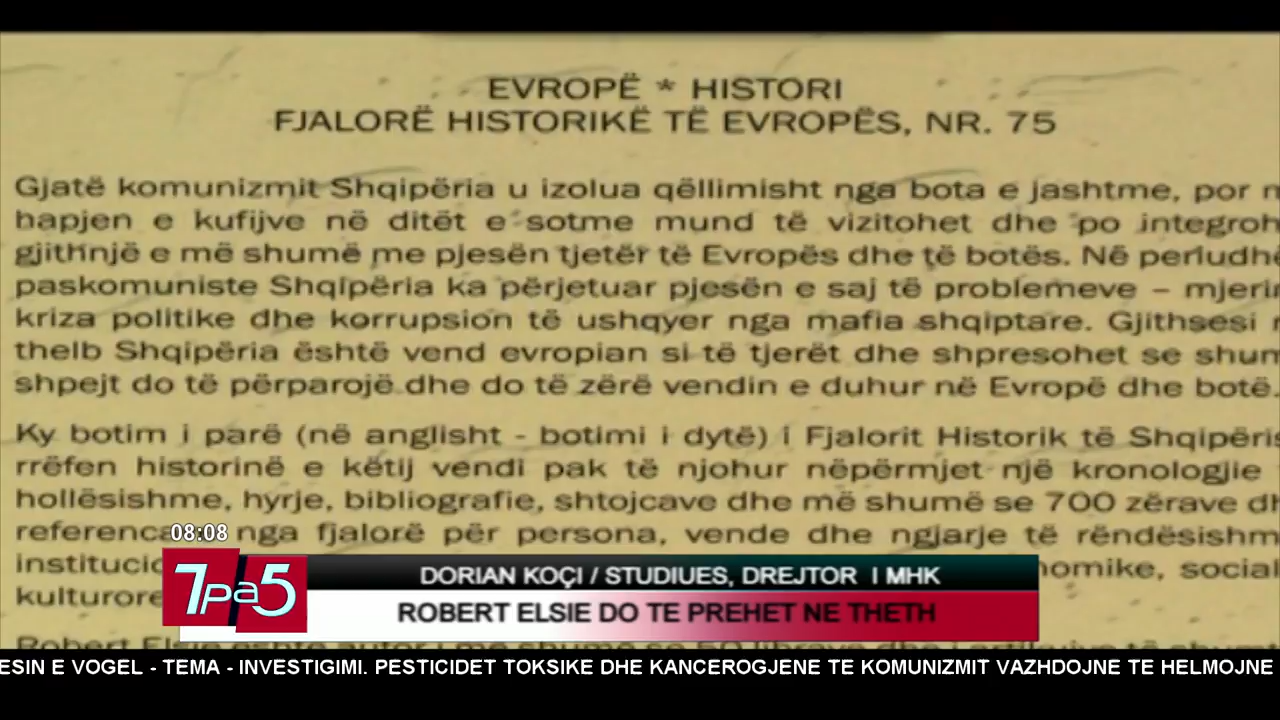 EVROPË * HISTORI
FJALORË HISTORIKË TË EVROPËS, NR. 75
Gjatë komunizmit Shqipëria u izolua qëllimisht nga bota e jashtme, por
hapjen e kufijve në ditët e sotme mund të vizitohet dhe po integroh
gjithnjë e më shumë me pjesën tjetër të Evropës dhe të botës. Në periudhë
paskomuniste Shqipëria ka përjetuar pjesën e saj të problemeve – mjerim
kriza politike dhe korrupsion të ushqyer nga mafia shqiptare. Gjithsesi
thelb Shqipëria është vend evropian si të tjerët dhe shpresohet se shum
shpejt do të përparojë dhe do të zërë vendin e duhur në Evropë dhe botë.
Ky botim i parë (në anglisht - botimi i dytë) i Fjalorit Historik të Shqipëris
rrëfen historinë e këtij vendi pak të njohur nëpërmjet një kronologjie
hollësishme, hyrje, bibliografie, shtojcave dhe më shumë se 700 zërave dh
referenca nga fjalorë për persona, vende dhe ngjarje të rëndësishm
institucio nomike, social
kulturore
08:08
7pa5
DORIAN KOÇI / STUDIUES, DREJTOR I MHK
ROBERT ELSIE DO TE PREHET NE THETH
ESIN E VOGEL - TEMA - INVESTIGIMI. PESTICIDET TOKSIKE DHE KANCEROGJENE TE KOMUNIZMIT VAZHDOJNE TE HELMOJNE